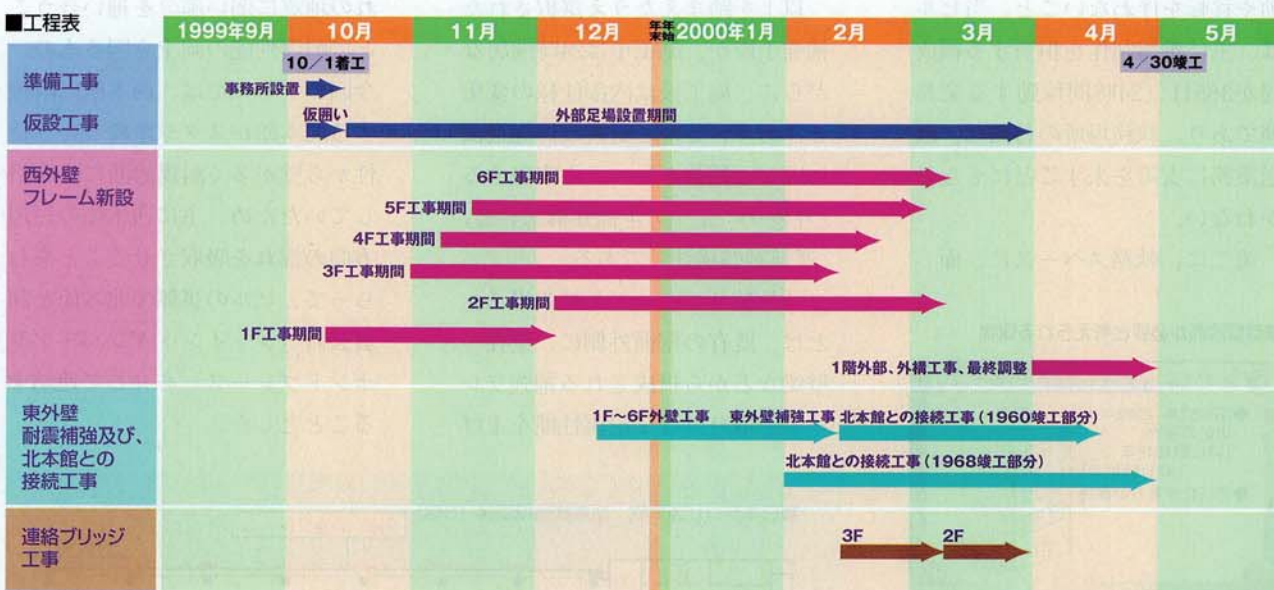 ■工程表
1999年9月 10月 11月 12月 年末 年始 2000年1月 2月 3月 4月 5月
10／1着工
4／30竣工
準備工事
事務所設置
仮設工事
仮囲い
外部足場設置期間
西外壁
フレーム新設
6F工事期間
5F工事期間
4F工事期間
3F工事期間
2F工事期間
1F工事期間
1階外部、外構工事、最終調整
東外壁
耐震補強及び、
北本館との
接続工事
1F～6F外壁工事 東外壁補強工事 北本館との接続工事（1960竣工部分）
北本館との接続工事（1968竣工部分）
連絡ブリッジ
工事
3F 2F